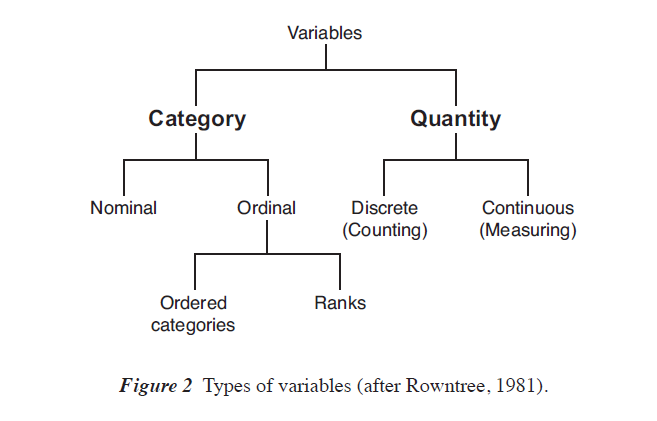 Variables
Category Quantity
Nominal Ordinal Discrete Continuous
(Counting) (Measuring)
Ordered Ranks
categories
Figure 2 Types of variables (after Rowntree, 1981).